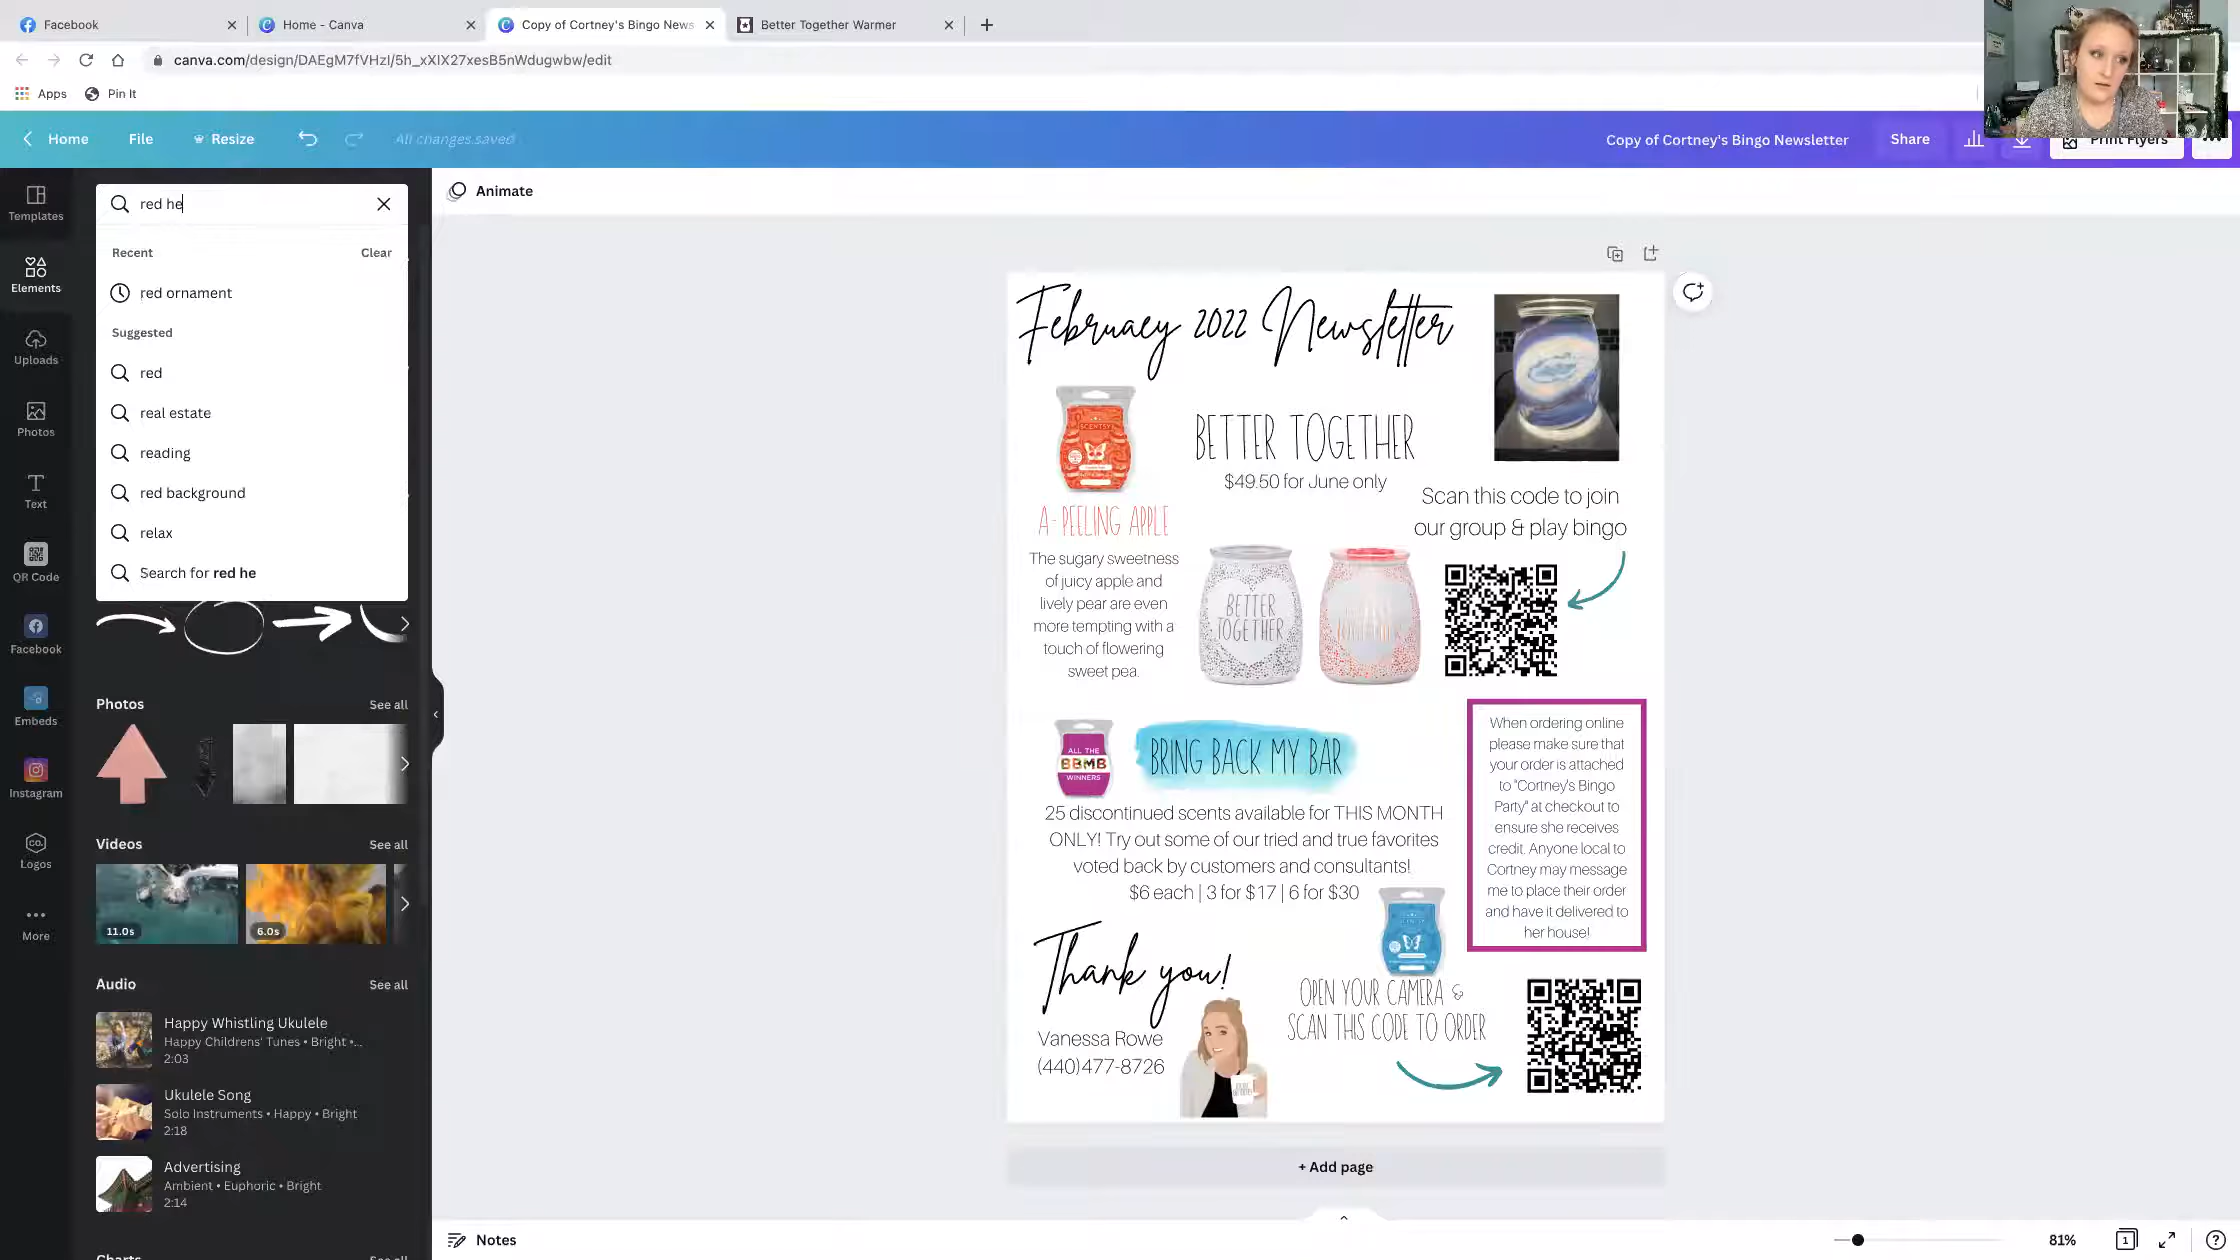 Facebook
Home - Canva
Copy of Cortney's Bingo News
Better Together Warmer
canva.com/design/DAEgM7fVHzI/5h_xXIX27xesB5nWdugwbw/edit
Apps
Pin It
Home
File
Resize
All changes saved
Copy of Cortney's Bingo Newsletter
Share
Print Flyers
Templates
Elements
Uploads
Photos
Text
QR Code
Facebook
Embeds
Instagram
Logos
More
red he
Recent
Clear
red ornament
Suggested
red
real estate
reading
red background
relax
Search for red he
Photos
See all
Videos
See all
11.0s
6.0s
Audio
See all
Happy Whistling Ukulele
Happy Childrens' Tunes • Bright •...
2:03
Ukulele Song
Solo Instruments • Happy • Bright
2:18
Advertising
Ambient • Euphoric • Bright
2:14
Charts
See all
Animate
February 2022 Newsletter
SCENTSY
BETTER TOGETHER
$49.50 for June only
A-PEELING APPLE
The sugary sweetness
of juicy apple and
lively pear are even
more tempting with a
touch of flowering
sweet pea.
BETTER
TOGETHER
Scan this code to join
our group & play bingo
ALL THE
BBMB
WINNERS
BRING BACK MY BAR
25 discontinued scents available for THIS MONTH
ONLY! Try out some of our tried and true favorites
voted back by customers and consultants!
$6 each | 3 for $17 | 6 for $30
When ordering online
please make sure that
your order is attached
to "Cortney's Bingo
Party" at checkout to
ensure she receives
credit. Anyone local to
Cortney may message
me to place their order
and have it delivered to
her house!
Thank you!
Vanessa Rowe
(440)477-8726
OPEN YOUR CAMERA &
SCAN THIS CODE TO ORDER
+ Add page
Notes
81%
1